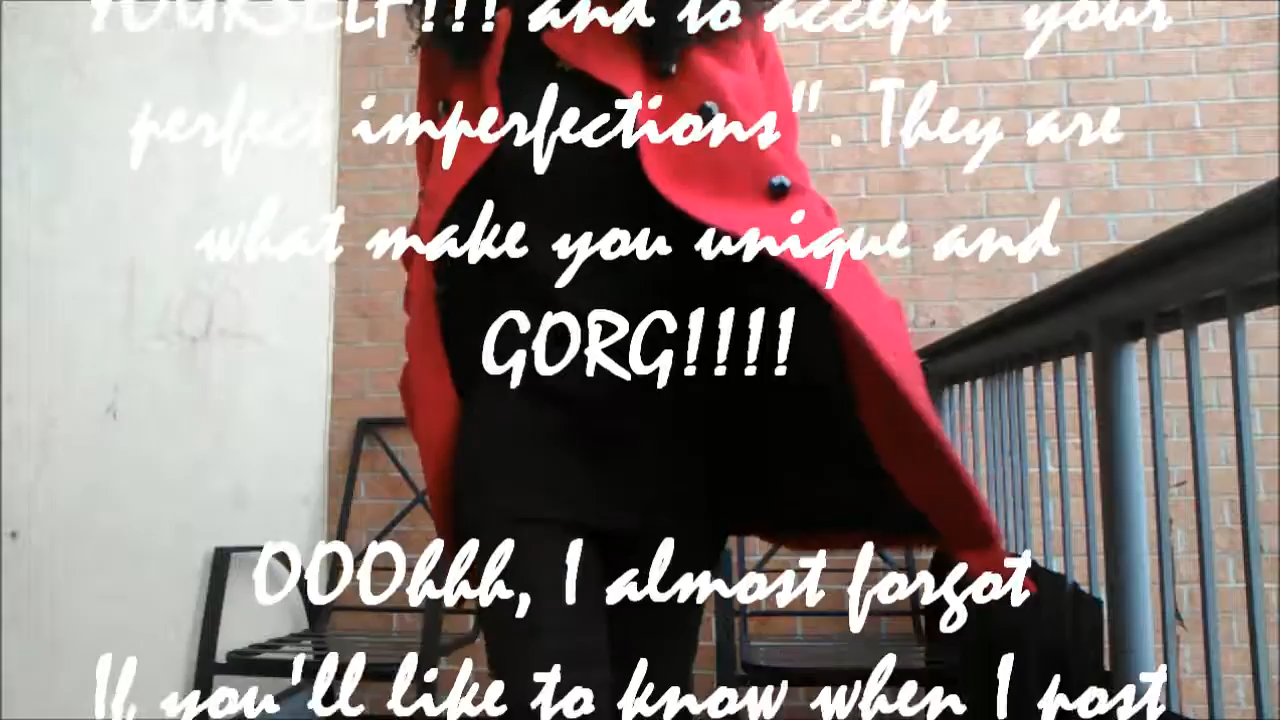 YOURSELF!!! and to accept "your
perfect imperfections". They are
what make you unique and
GORG!!!!
OOOhhh, I almost forgot
If you'll like to know when I post